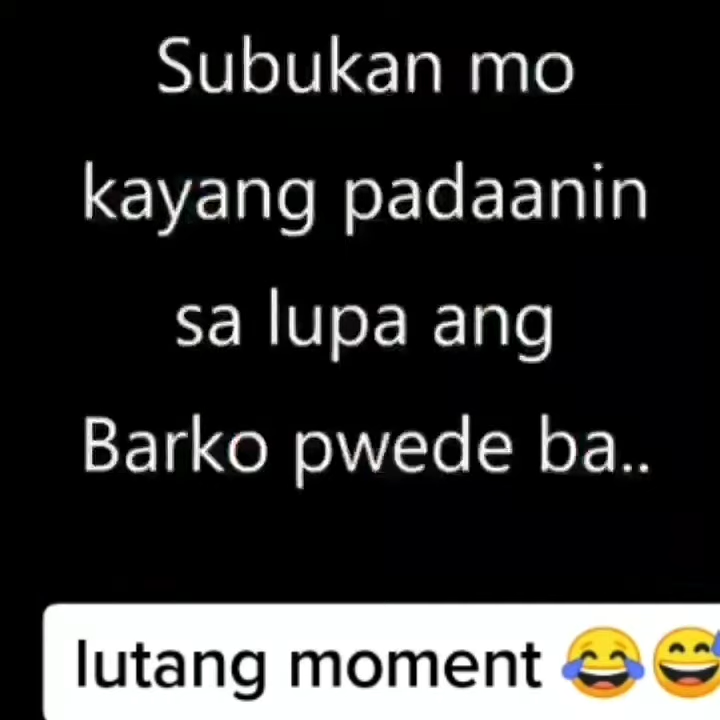 Subukan mo
kayang padaanin
sa lupa ang
Barko pwede ba..
lutang moment 😂😅